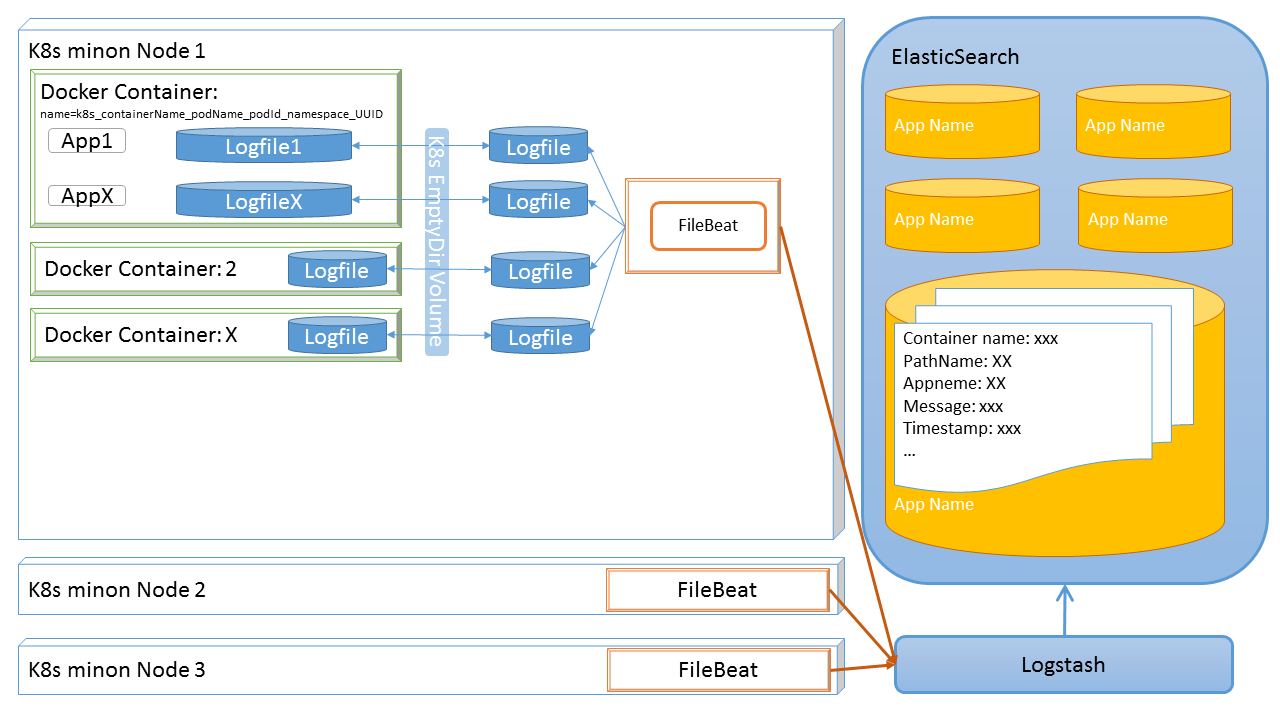 K8s minon Node 1
Docker Container:
name=k8s_containerName_podName_podId_namespace_UUID
App1
Logfile1
Logfile
AppX
LogfileX
Logfile
K8s EmptyDir Volume
FileBeat
Docker Container: 2
Logfile
Logfile
Docker Container: X
Logfile
Logfile
K8s minon Node 2
FileBeat
K8s minon Node 3
FileBeat
ElasticSearch
App Name
App Name
App Name
App Name
Container name: xxx
PathName: XX
Appneme: XX
Message: xxx
Timestamp: xxx
...
App Name
Logstash